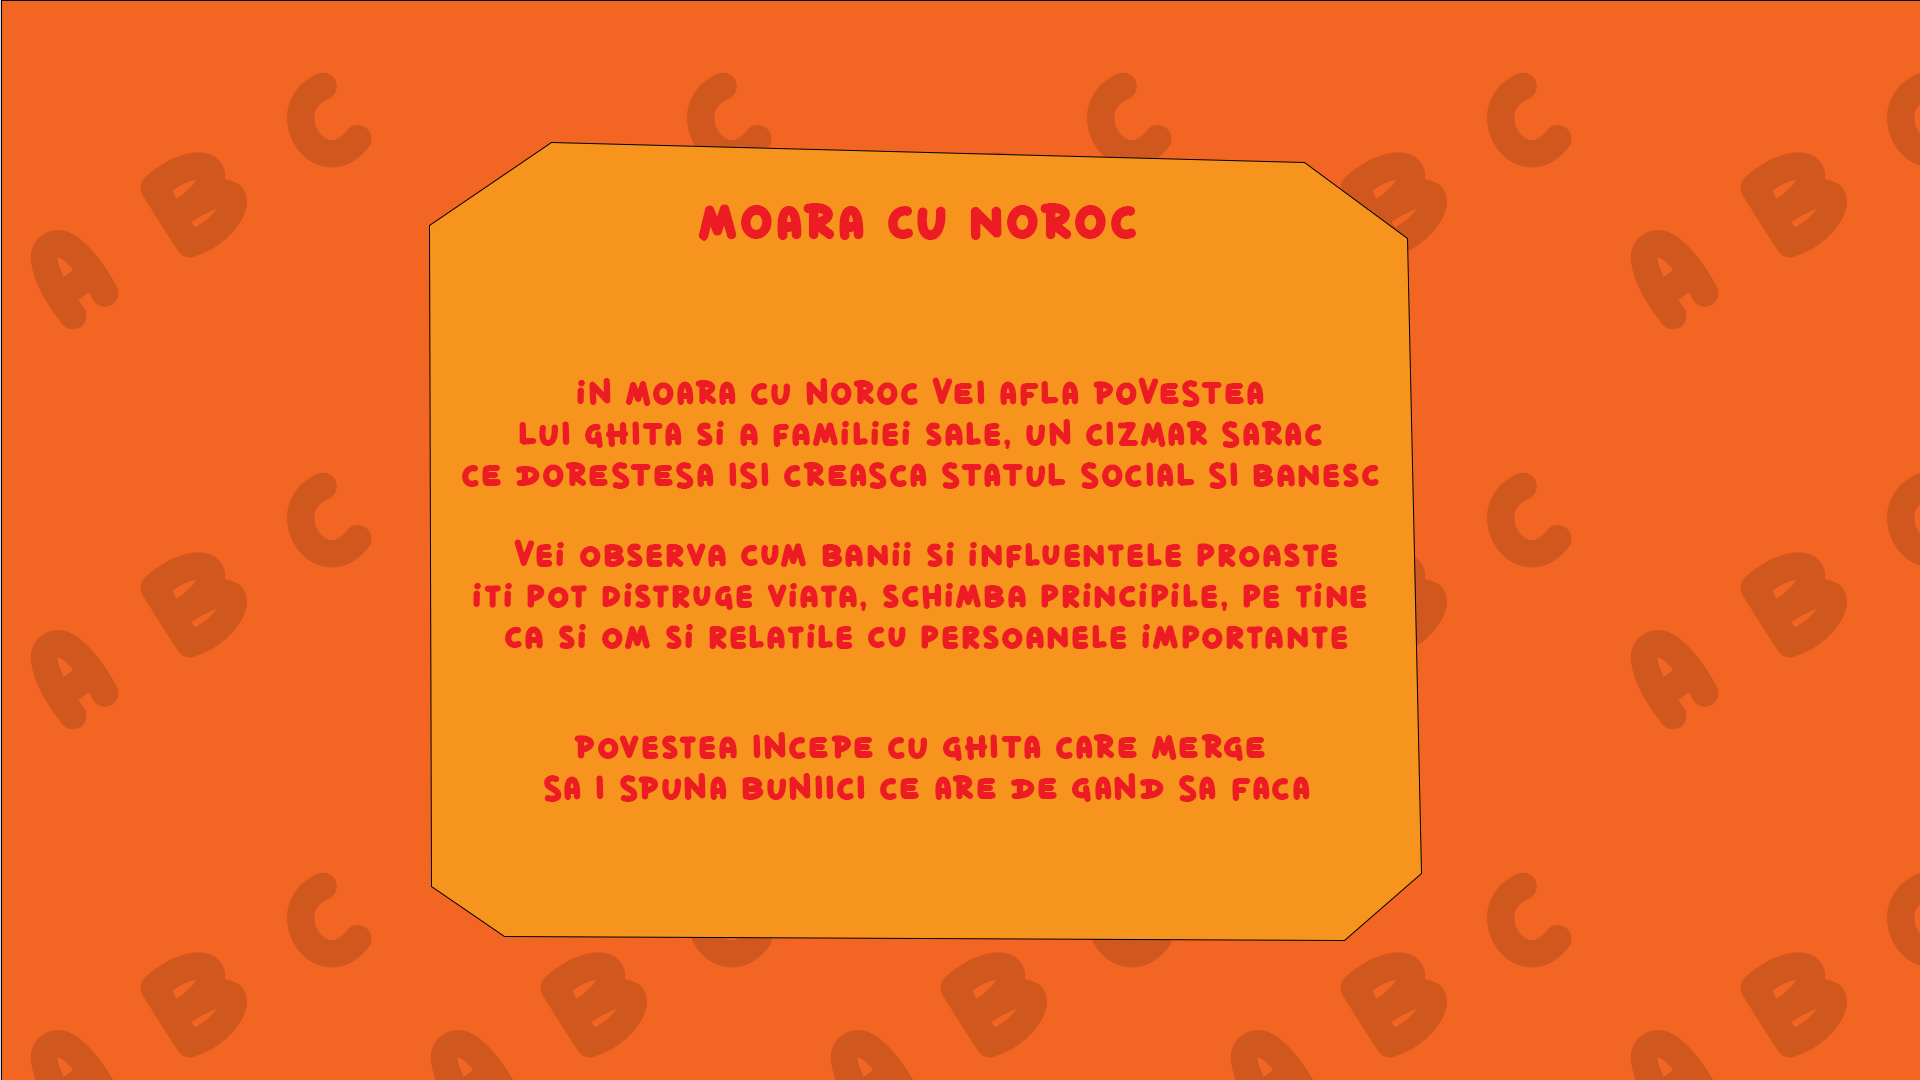 C C C C C
A B B A B
MOARA CU NOROC
iN MOARA CU NOROC VEI AFLA POVESTEA
LUI GHITA Si A FAMiLiEi SALE, UN CIZMAR SARAC
CE DORESTESA ISI CREASCA STATUL SOCIAL SI BANESC
VEi OBSERVA CUM BANii Si iNFLUENTELE PROASTE
iTi POT DiSTRUGE ViATA, SCHiMBA PRiNCiPiLE, PE TiNE
CA Si OM Si RELATiLE CU PERSOANELE iMPORTANTE
POVESTEA INCEPE CU GHITA CARE MERGE
SA I SPUNA BUNIICI CE ARE DE GAND SA FACA
A B C C A B C
A B C A B C A B C A B C A B C